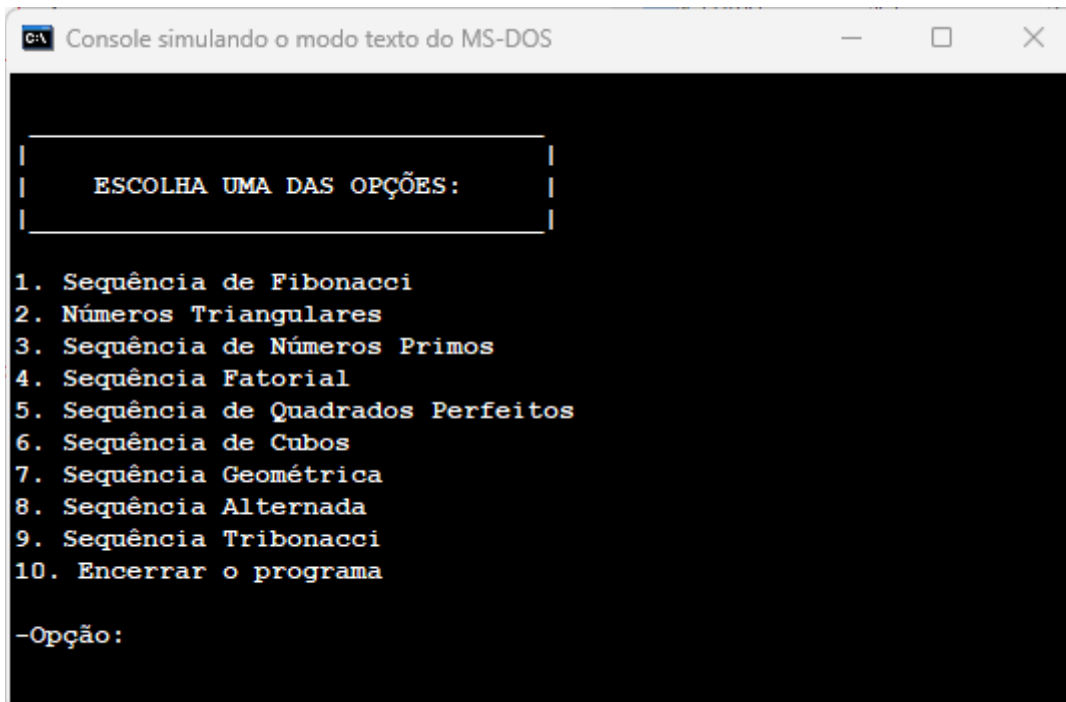 Console simulando o modo texto do MS-DOS
ESCOLHA UMA DAS OPÇÕES:
1. Sequência de Fibonacci
2. Números Triangulares
3. Sequência de Números Primos
4. Sequência Fatorial
5. Sequência de Quadrados Perfeitos
6. Sequência de Cubos
7. Sequência Geométrica
8. Sequência Alternada
9. Sequência Tribonacci
10. Encerrar o programa
-Opção: